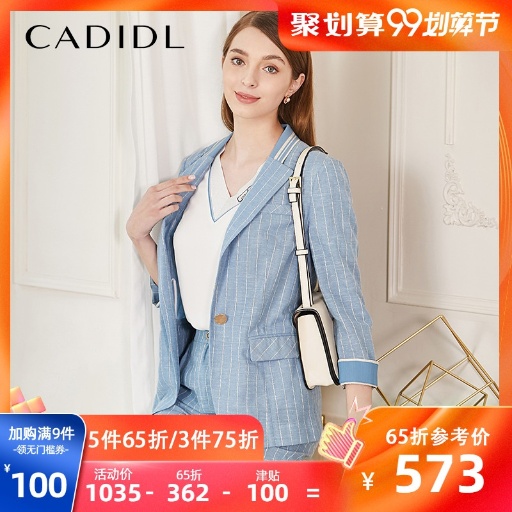 CADIDL
聚划算99划算节
加购满9件
-领无门槛券-
¥100
5件65折/3件75折
活动价 65折 津贴
1035- 362 - 100 =
65折参考价
¥573